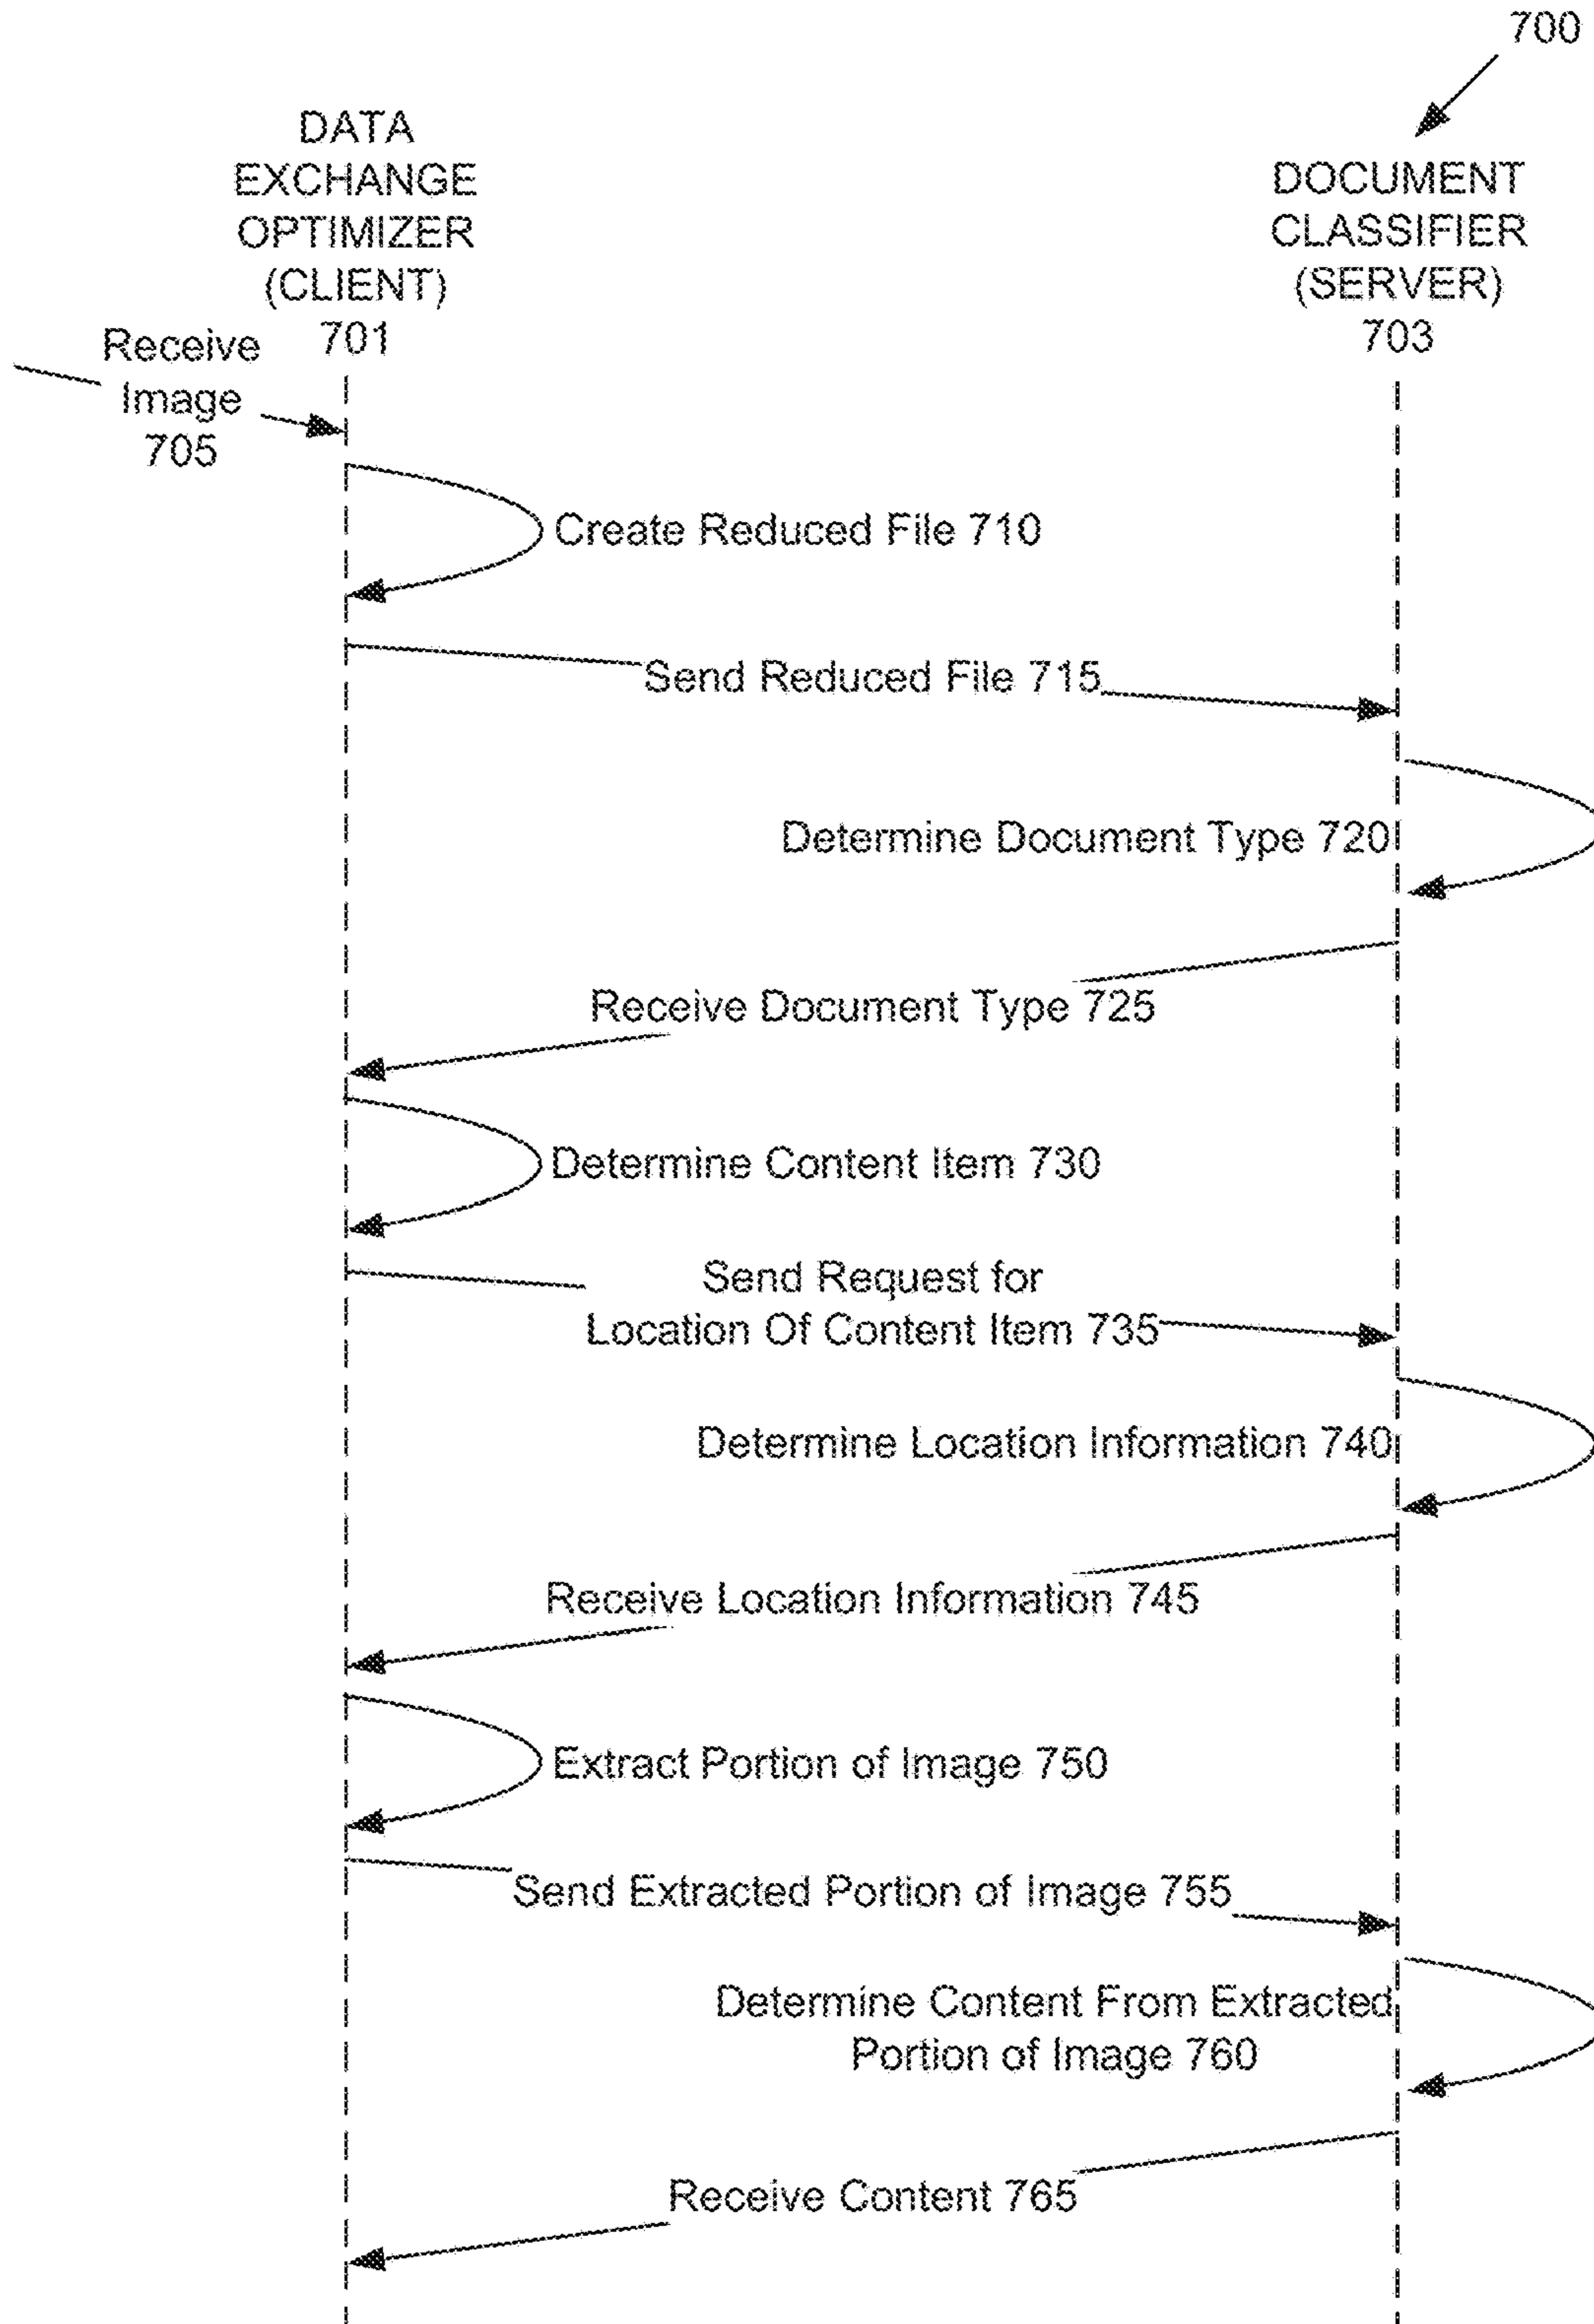 700
DATA
EXCHANGE
OPTIMIZER
(CLIENT)
701
DOCUMENT
CLASSIFIER
(SERVER)
703
Receive
Image
705
Create Reduced File 710
Send Reduced File 715
Determine Document Type 720
Receive Document Type 725
Determine Content Item 730
Send Request for
Location Of Content Item 735
Determine Location Information 740
Receive Location Information 745
Extract Portion of Image 750
Send Extracted Portion of Image 755
Determine Content From Extracted
Portion of Image 760
Receive Content 765